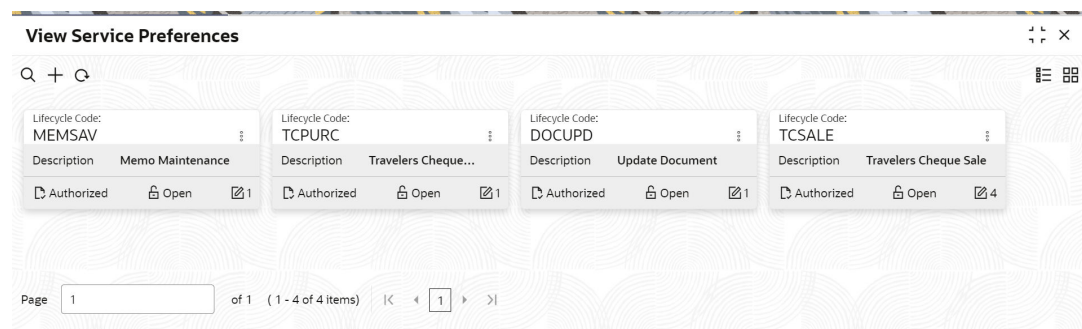 View Service Preferences
Lifecycle Code: Lifecycle Code: Lifecycle Code: Lifecycle Code:
MEMSAV TCPURC DOCUPD TCSALE
Description Memo Maintenance Description Travelers Cheque... Description Update Document Description Travelers Cheque Sale
Authorized Open 1 Authorized Open 1 Authorized Open 1 Authorized Open 4
Page 1 of 1 ( 1 - 4 of 4 items) 1